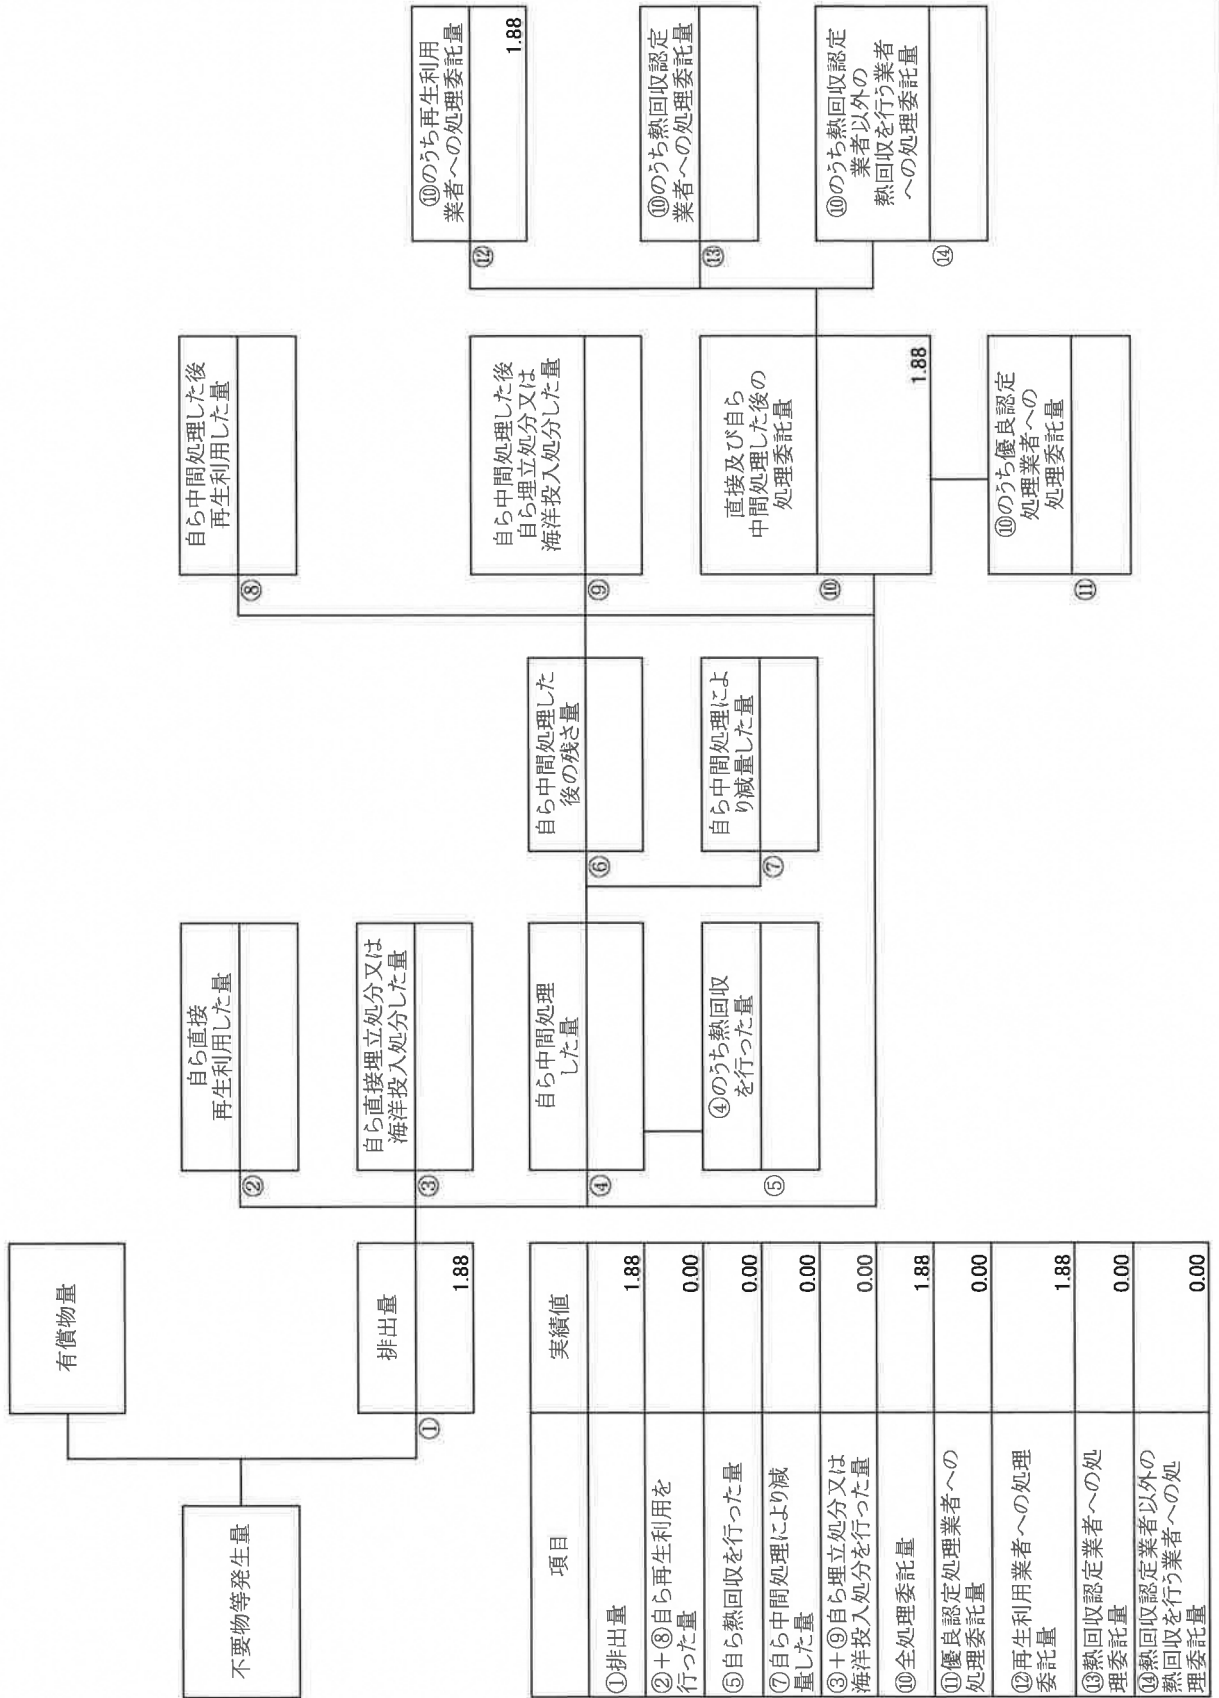 不要物等発生量
有償物量
排出量
①
1.88
自ら直接
再生利用した量
②
自ら直接埋立処分又は
海洋投入処分した量
③
自ら中間処理
した量
④
④のうち熱回収
を行った量
⑤
自ら中間処理した
後の残さ量
⑥
自ら中間処理によ
り減量した量
⑦
自ら中間処理した後
再生利用した量
⑧
自ら中間処理した後
自ら埋立処分又は
海洋投入処分した量
⑨
直接及び自ら
中間処理した後の
処理委託量
⑩
1.88
⑩のうち優良認定
処理業者への
処理委託量
⑪
⑩のうち再生利用
業者への処理委託量
⑫
1.88
⑩のうち熱回収認定
業者への処理委託量
⑬
⑩のうち熱回収認定
業者以外の
熱回収を行う業者
への処理委託量
⑭
項目 実績値
①排出量 1.88
②+⑧自ら再生利用を
行った量 0.00
⑤自ら熱回収を行った量 0.00
⑦自ら中間処理により減
量した量 0.00
③+⑨自ら埋立処分又は
海洋投入処分を行った量 0.00
⑩全処理委託量 1.88
⑪優良認定処理業者への
処理委託量 0.00
⑫再生利用業者への処理
委託量 1.88
⑬熱回収認定業者への処
理委託量 0.00
⑭熱回収認定業者以外の
熱回収を行う業者への処
理委託量 0.00